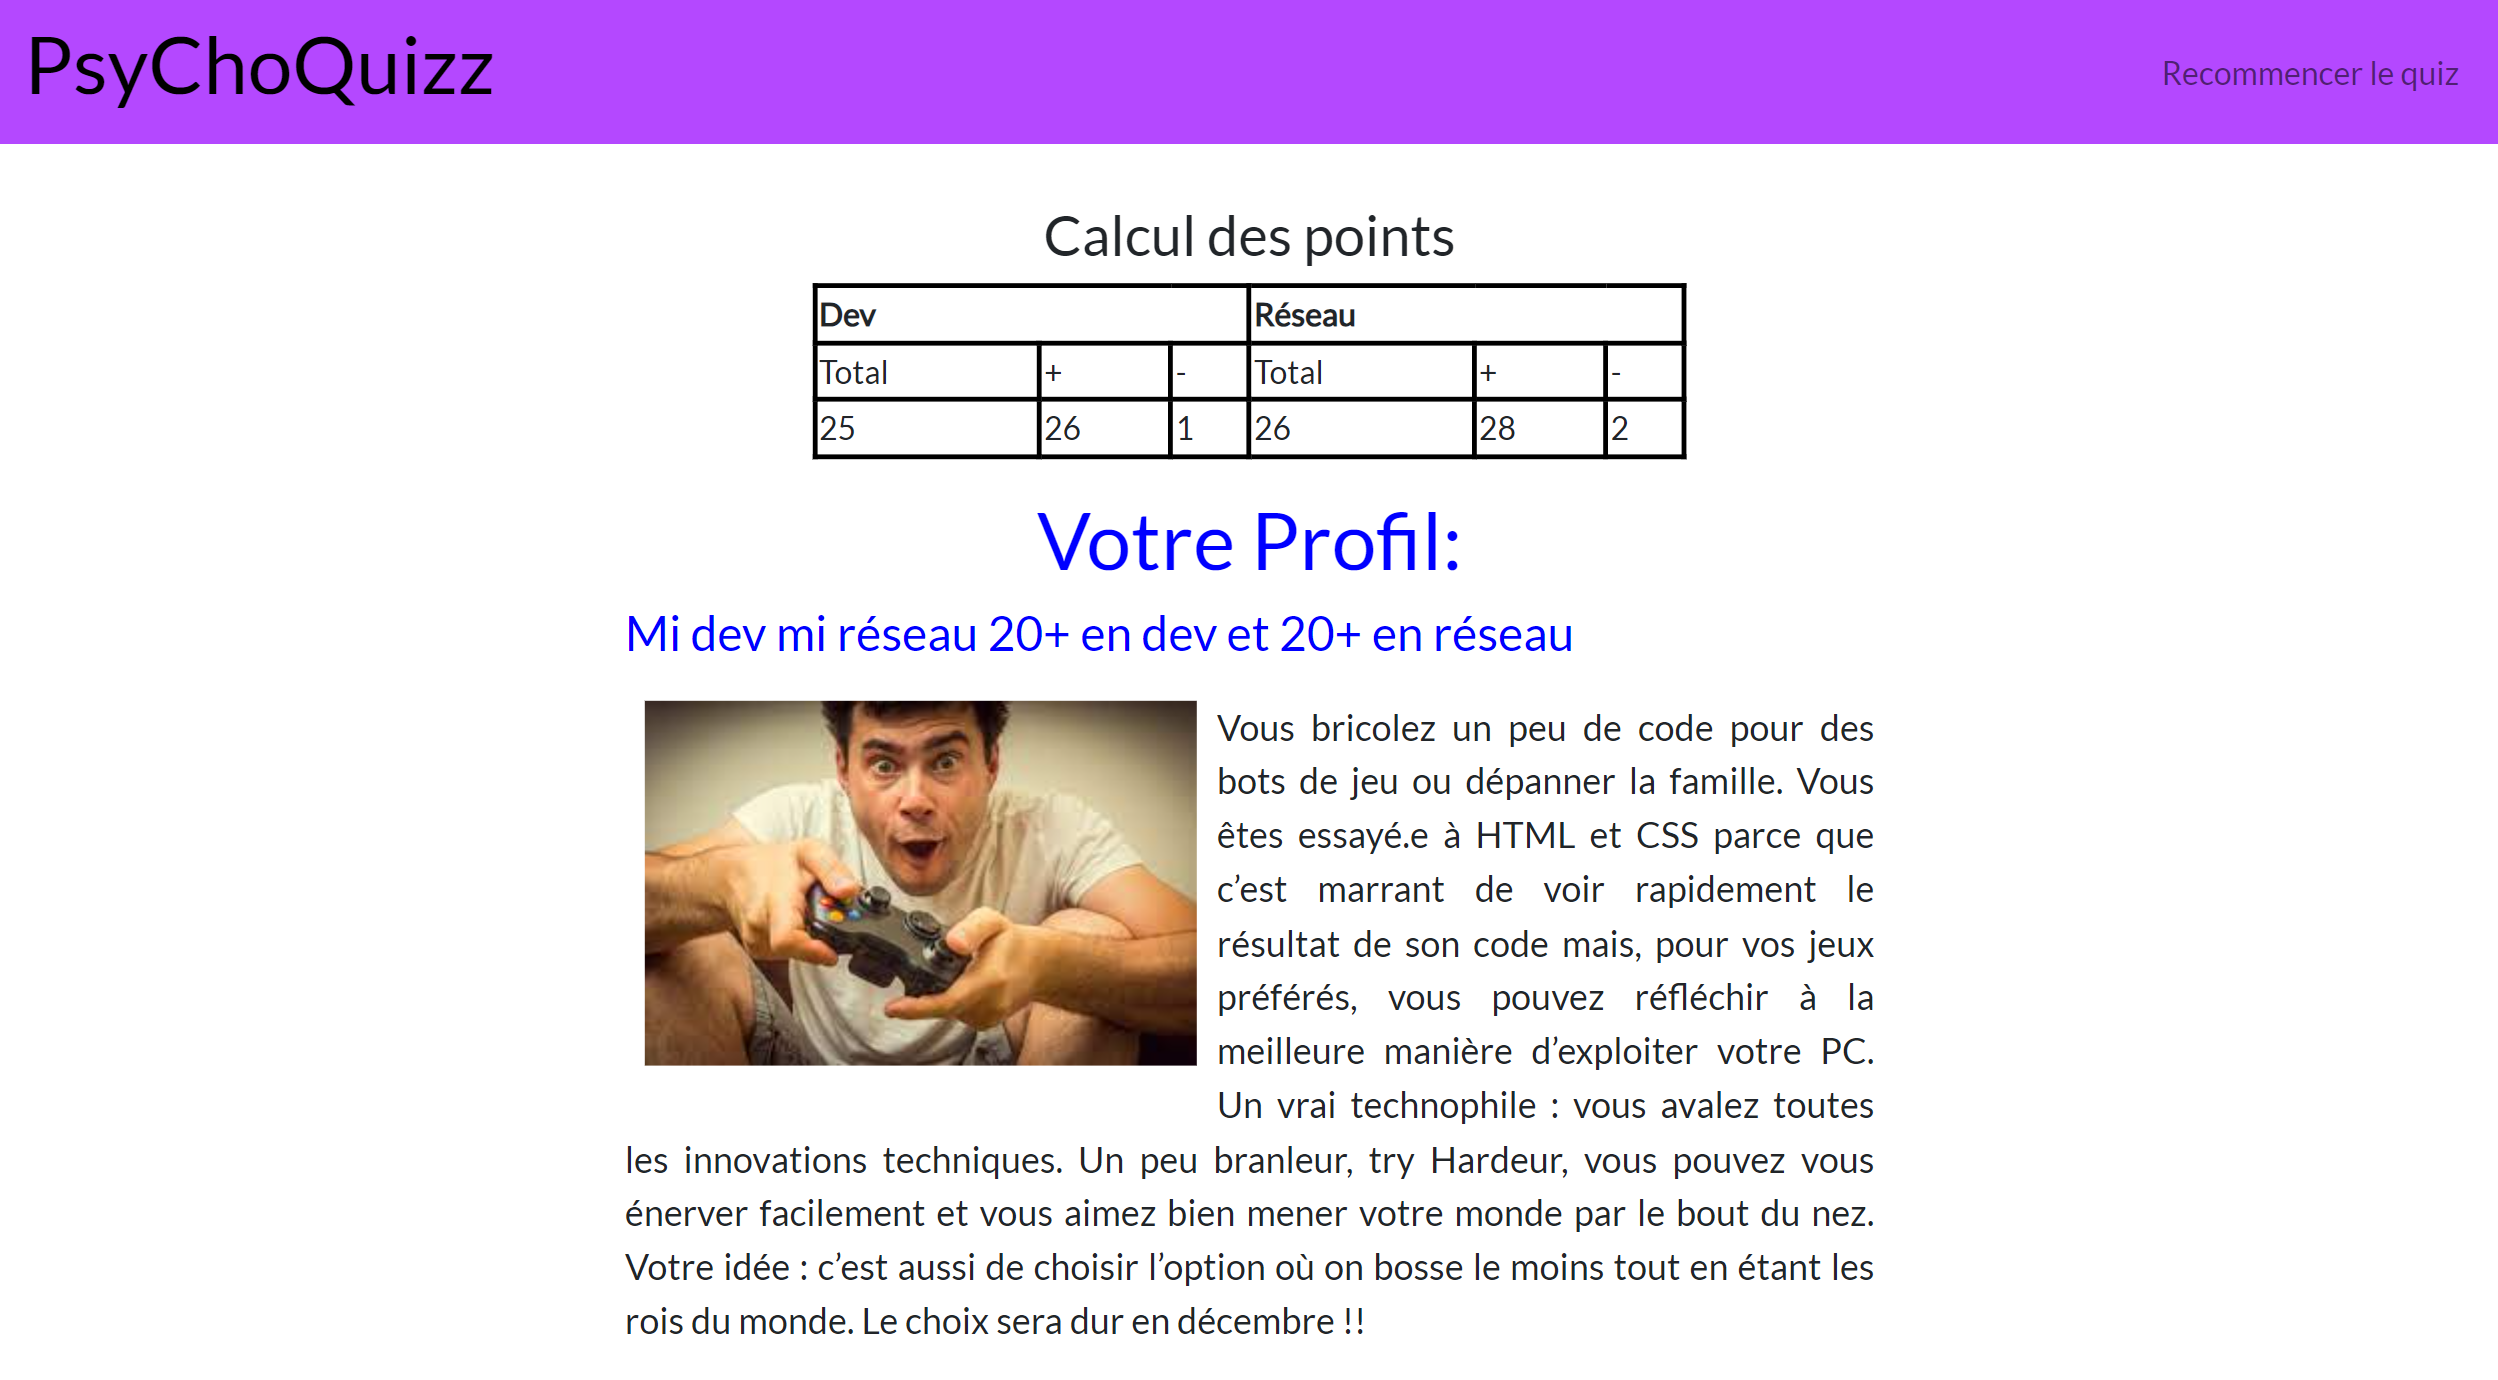 PsyChoQuizz
Recommencer le quiz
Calcul des points
Dev Réseau
Total + - Total + -
25 26 1 26 28 2
Votre Profil:
Mi dev mi réseau 20+ en dev et 20+ en réseau
Vous bricolez un peu de code pour des
bots de jeu ou dépanner la famille. Vous
êtes essayé.e à HTML et CSS parce que
c’est marrant de voir rapidement le
résultat de son code mais, pour vos jeux
préférés, vous pouvez réfléchir à la
meilleure manière d’exploiter votre PC.
Un vrai technophile : vous avalez toutes
les innovations techniques. Un peu branleur, try Hardeur, vous pouvez vous
énerver facilement et vous aimez bien mener votre monde par le bout du nez.
Votre idée : c’est aussi de choisir l’option où on bosse le moins tout en étant les
rois du monde. Le choix sera dur en décembre !!